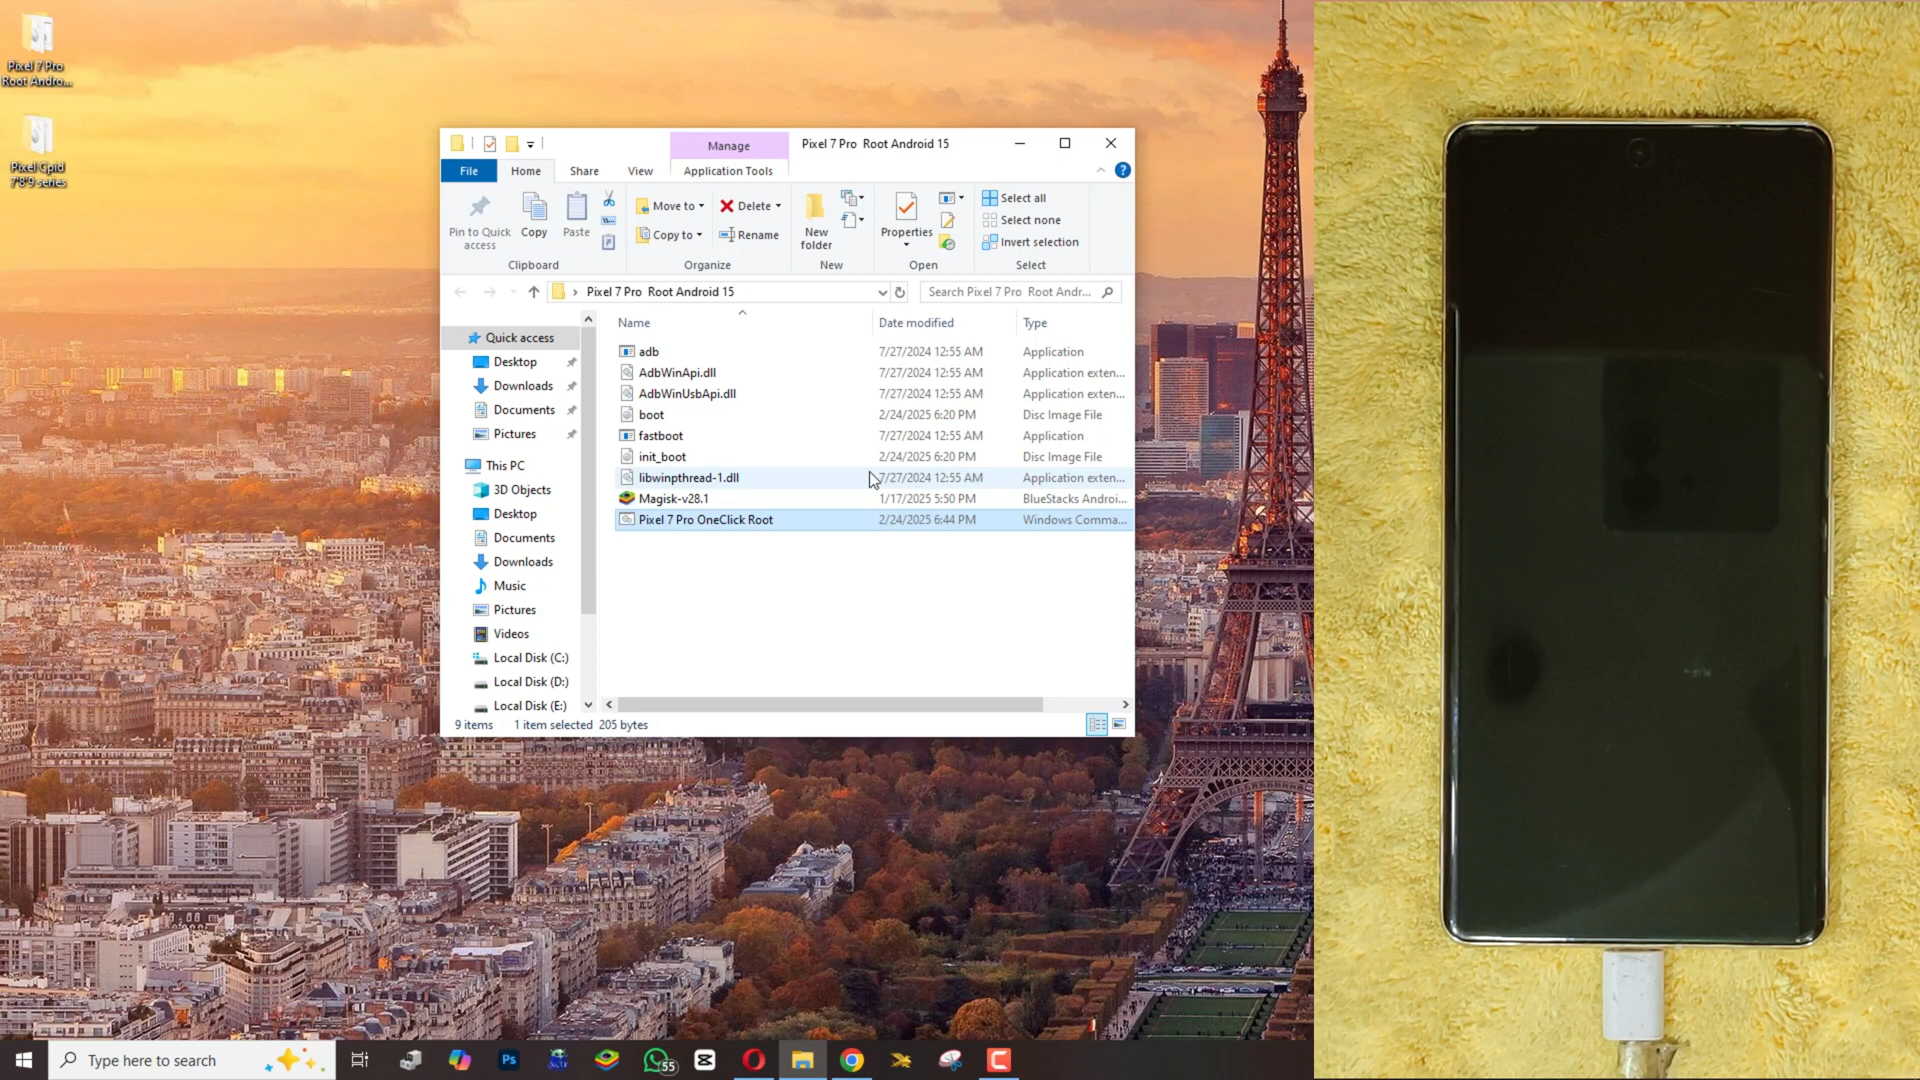 Pixel 7 Pro
Root Andro...
Pixel Cpid
7'8'9 series
Manage
Pixel 7 Pro  Root Android 15
File
Home
Share
View
Application Tools
Pin to Quick
access
Copy
Paste
Clipboard
Move to
Copy to
Delete
Rename
Organize
New
folder
New
Properties
Open
Select all
Select none
Invert selection
Select
Pixel 7 Pro  Root Android 15
Search Pixel 7 Pro  Root Andr...
Quick access
Desktop
Downloads
Documents
Pictures
This PC
3D Objects
Desktop
Documents
Downloads
Music
Pictures
Videos
Local Disk (C:)
Local Disk (D:)
Local Disk (E:)
Name Date modified Type
adb 7/27/2024 12:55 AM Application
AdbWinApi.dll 7/27/2024 12:55 AM Application exten...
AdbWinUsbApi.dll 7/27/2024 12:55 AM Application exten...
boot 2/24/2025 6:20 PM Disc Image File
fastboot 7/27/2024 12:55 AM Application
init_boot 2/24/2025 6:20 PM Disc Image File
libwinpthread-1.dll 7/27/2024 12:55 AM Application exten...
Magisk-v28.1 1/17/2025 5:50 PM BlueStacks Androi...
Pixel 7 Pro OneClick Root 2/24/2025 6:44 PM Windows Comma...
9 items 1 item selected 205 bytes
Type here to search
Ps
55